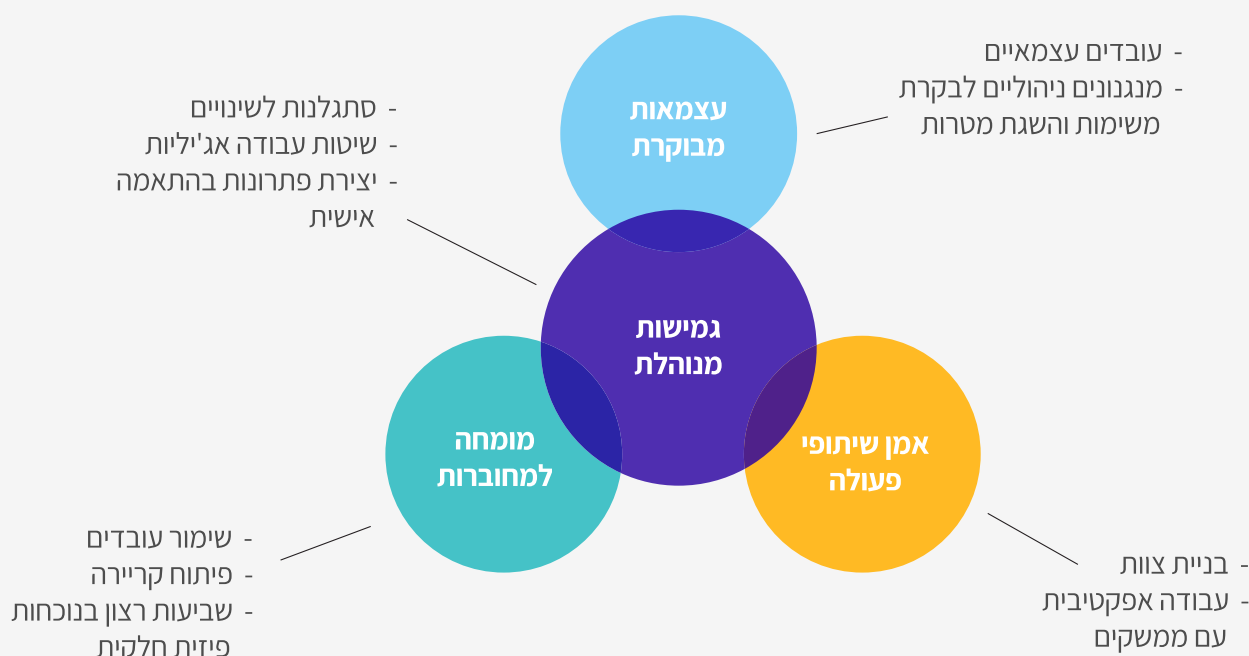 - עובדים עצמאיים
- מנגנונים ניהוליים לבקרת
משימות והשגת מטרות
עצמאות
מבוקרת
- סתגלנות לשינויים
- שיטות עבודה אג'יליות
- יצירת פתרונות בהתאמה
אישית
גמישות
מנוהלת
אמן שיתופי
פעולה
מומחה
למחוברות
- בניית צוות
- עבודה אפקטיבית
עם ממשקים
- שימור עובדים
- פיתוח קריירה
- שביעות רצון בנוכחות
פיזית חלקית